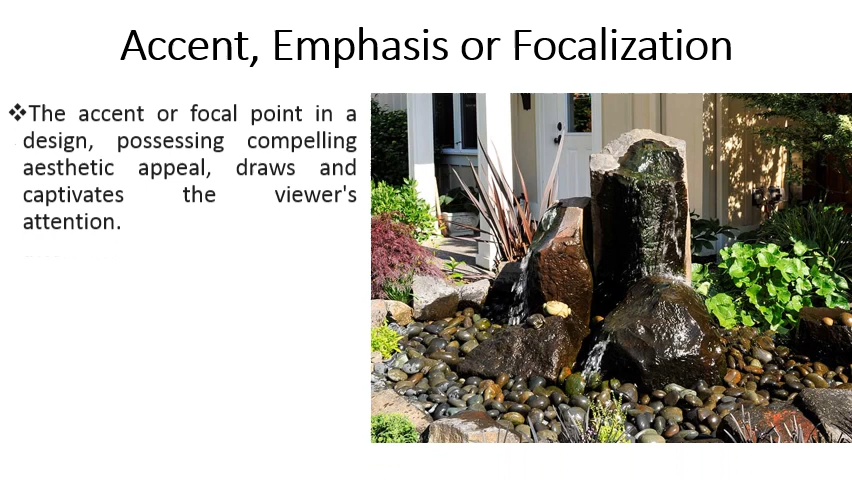 Accent, Emphasis or Focalization
❖The accent or focal point in a
design, possessing compelling
aesthetic appeal, draws and
captivates the viewer's
attention.